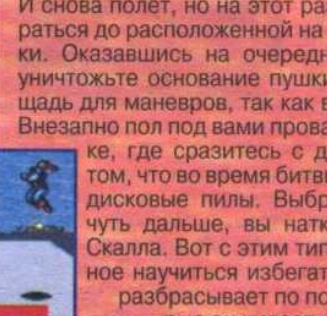 И снова полет, но на этот ра
раться до расположенной на
ки. Оказавшись на очередн
уничтожьте основание пушки
щадь для маневров, так как в
Внезапно пол под вами прова
ке, где сразитесь с д
том, что во время битвы
дисковые пилы. Выбр
чуть дальше, вы натк
Скалла. Вот с этим тип
ное научиться избегат
разбрасывает по по